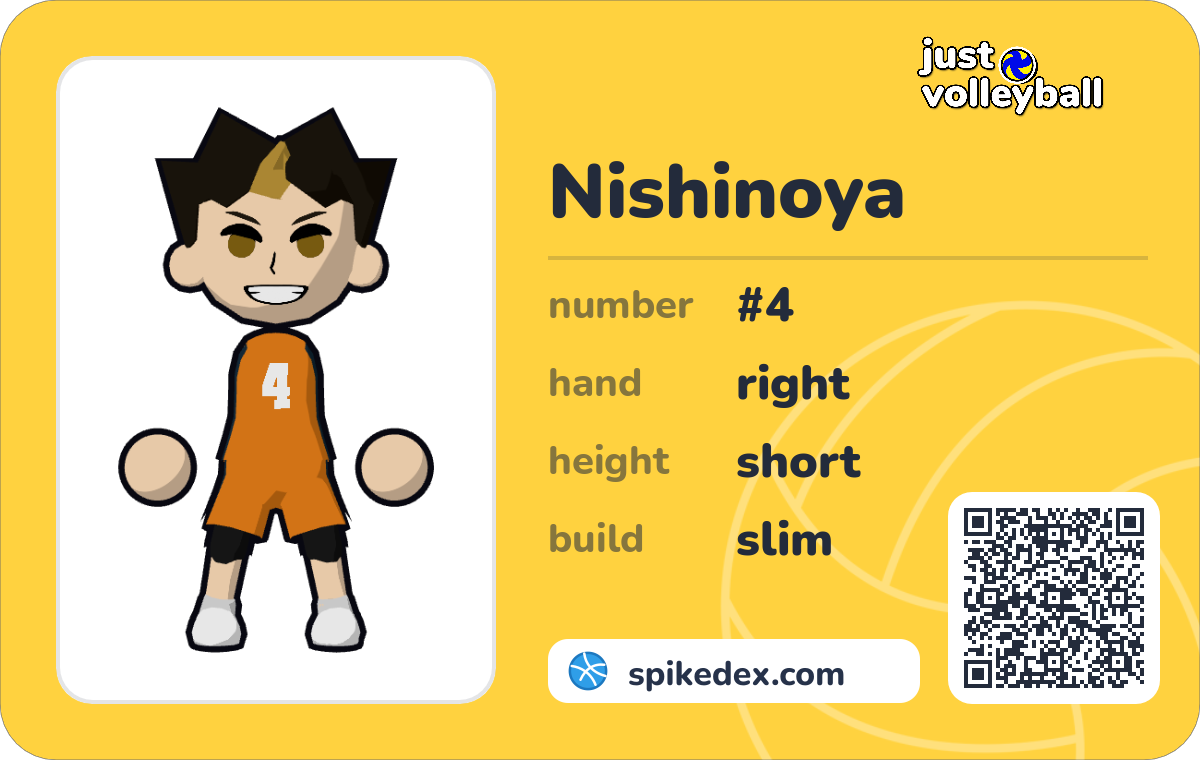 just
volleyball
Nishinoya
number #4
hand right
height short
build slim
4
spikedex.com